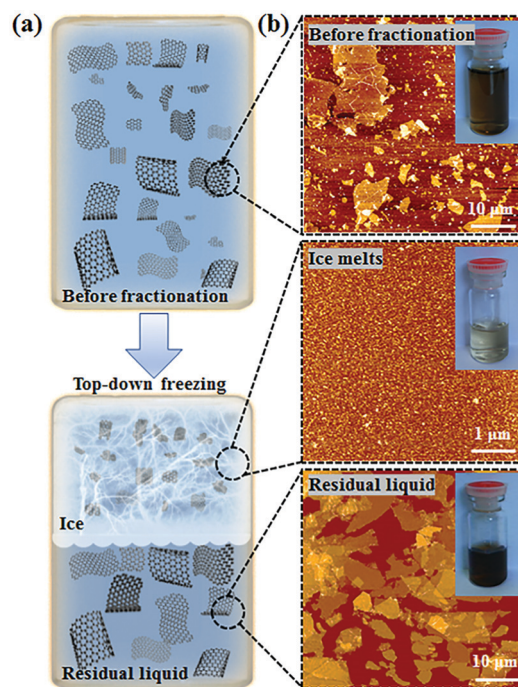 (a)
(b)
Before fractionation
10 μm
Before fractionation
Ice melts
Top-down freezing
1 μm
Ice
Residual liquid
Residual liquid
10 μm